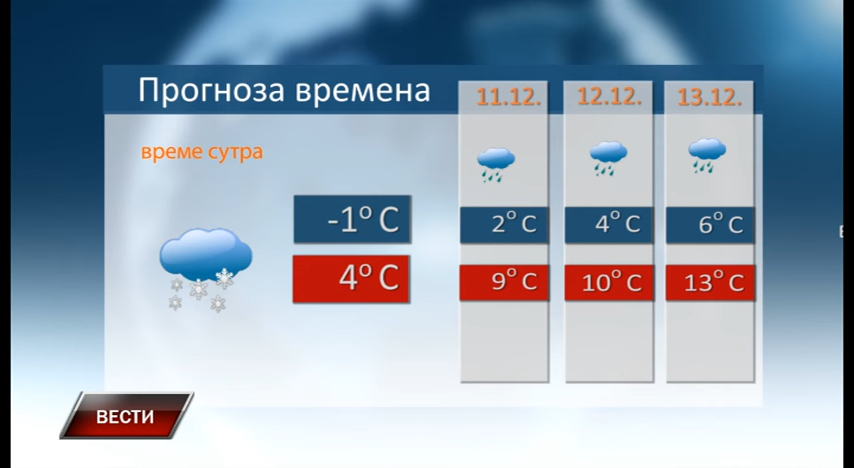 Прогноза времена
време сутра
-1° C
4° C
11.12.
2° C
9° C
12.12.
4° C
10° C
13.12.
6° C
13° C
ВЕСТИ